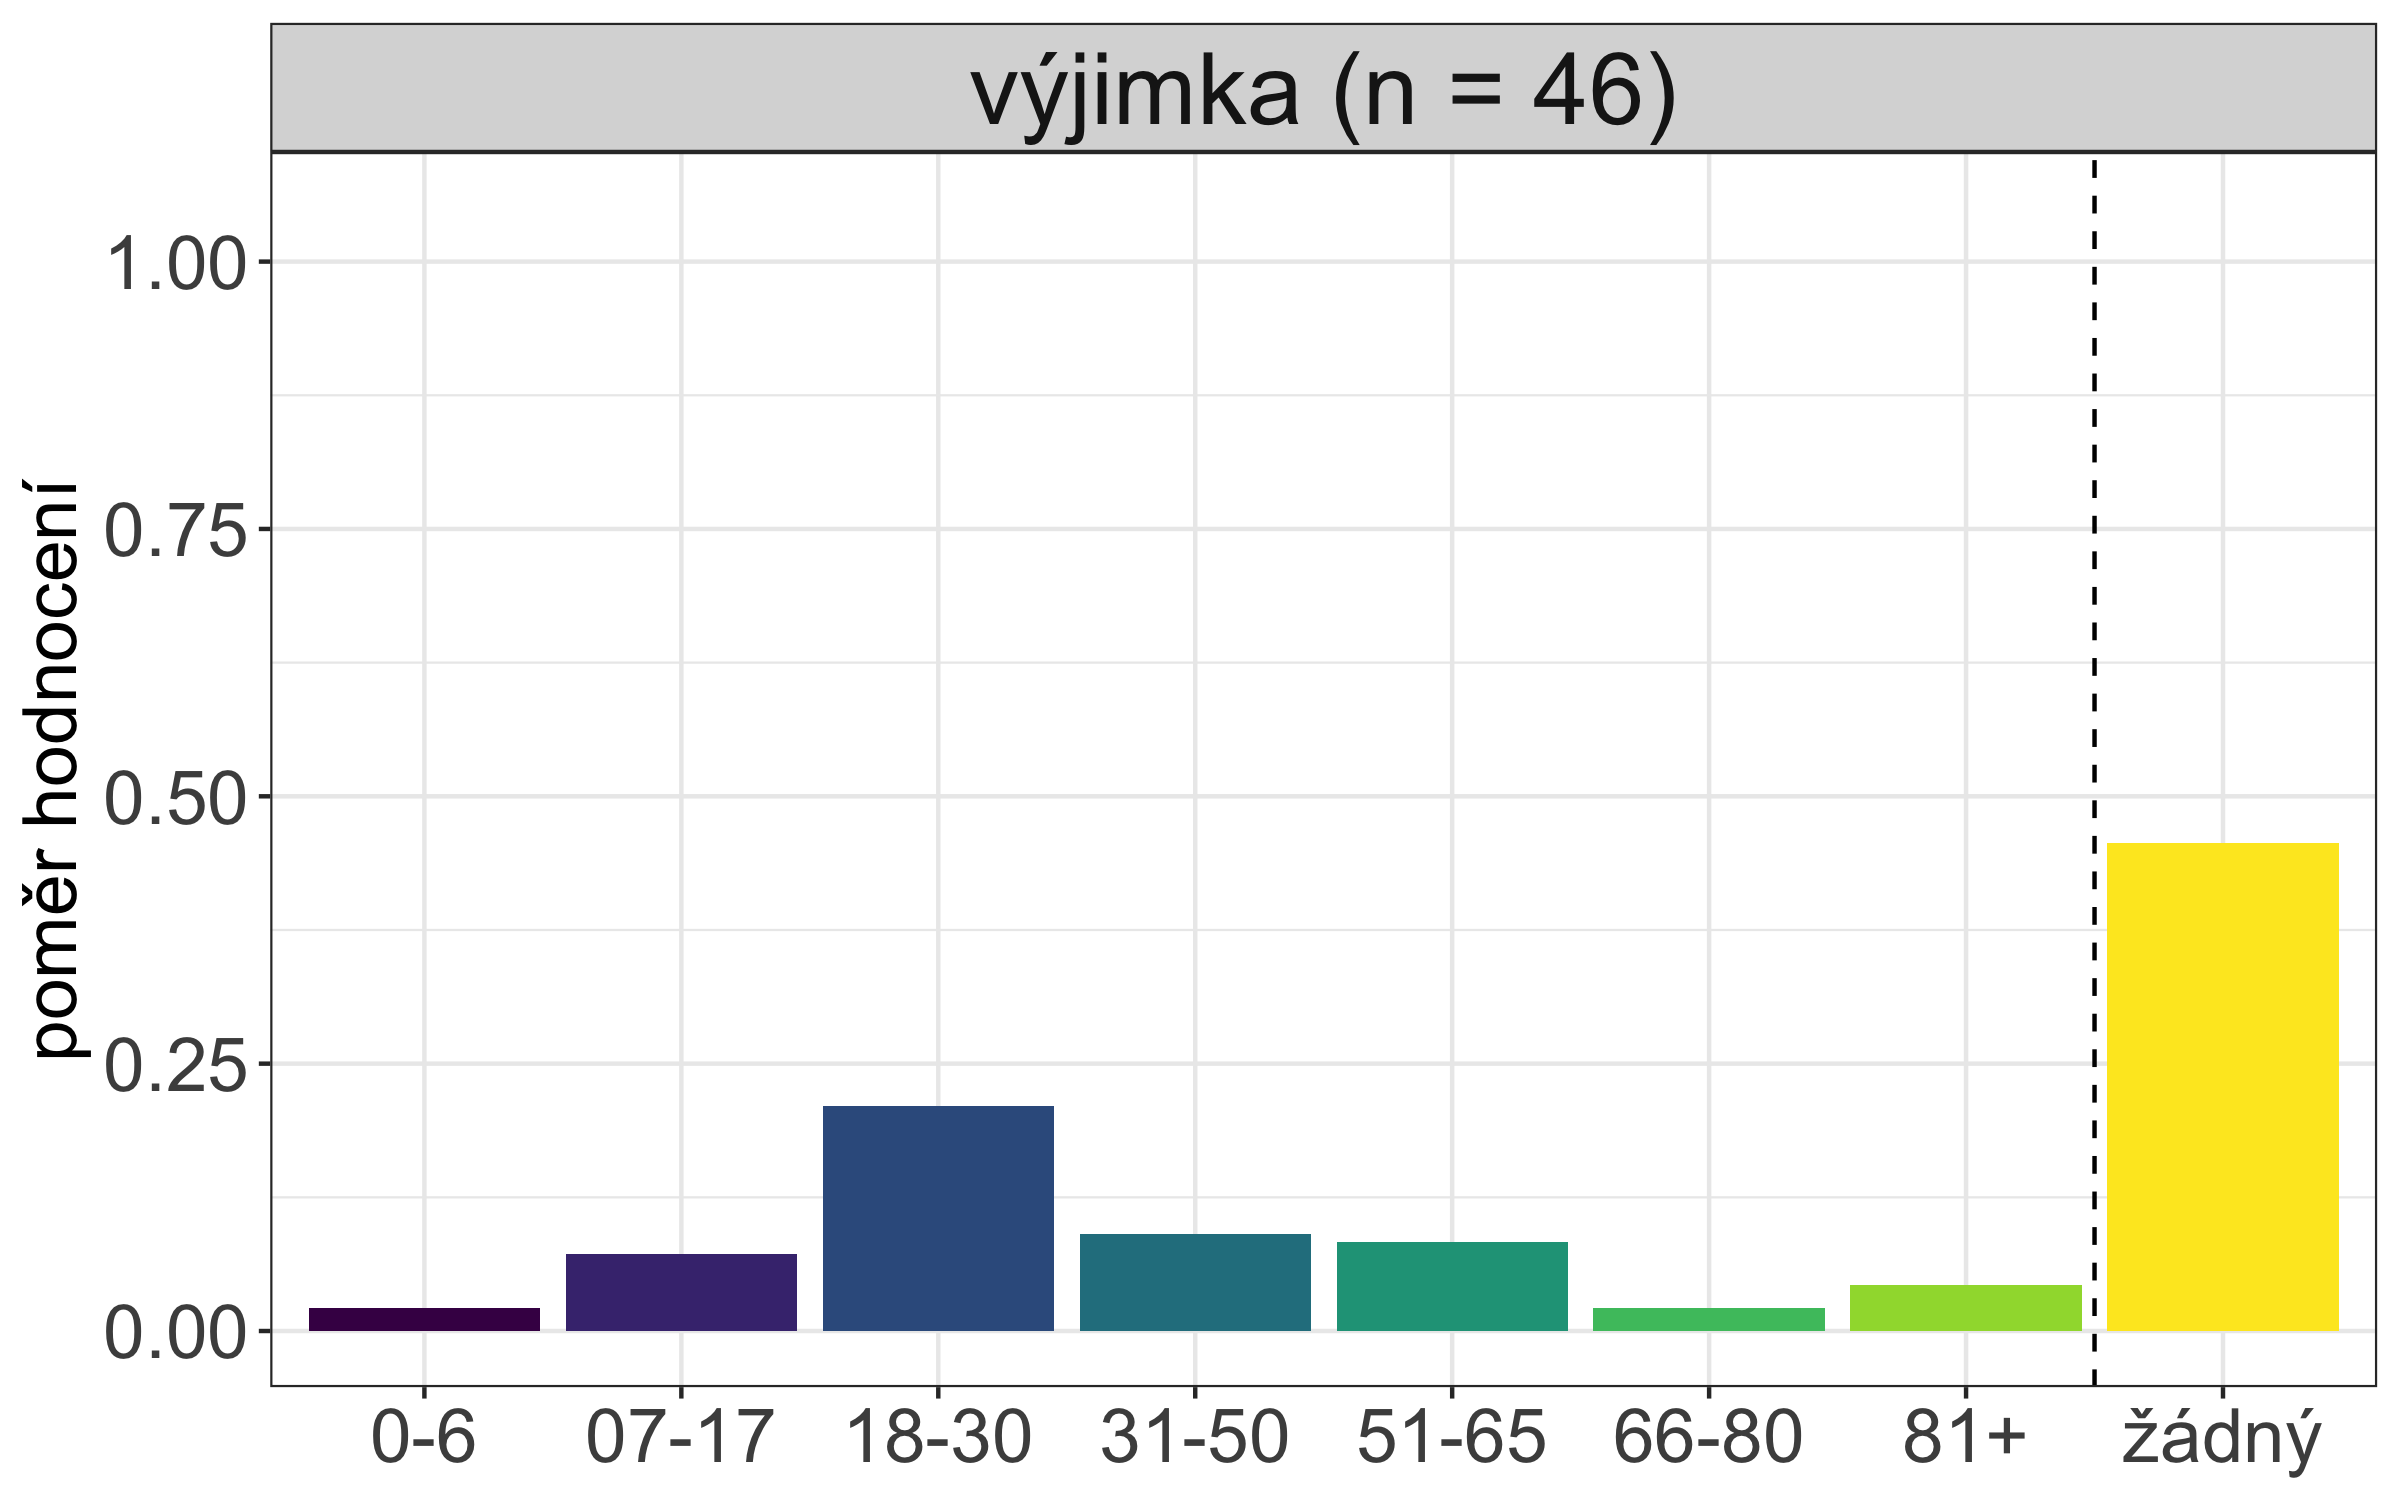 výjimka (n = 46)
poměr hodnocení
1.00
0.75
0.50
0.25
0.00
0-6 07-17 18-30 31-50 51-65 66-80 81+ žádný